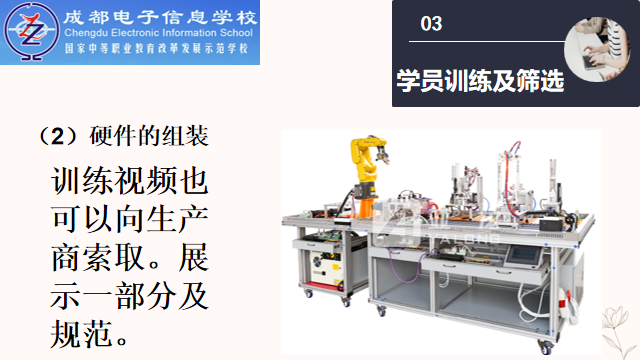 成都电子信息学校
Chengdu Electronic Information School
国家中等职业教育改革发展示范学校
03
学员训练及筛选
（2）硬件的组装
训练视频也
可以向生产
商索取。展
示一部分及
规范。